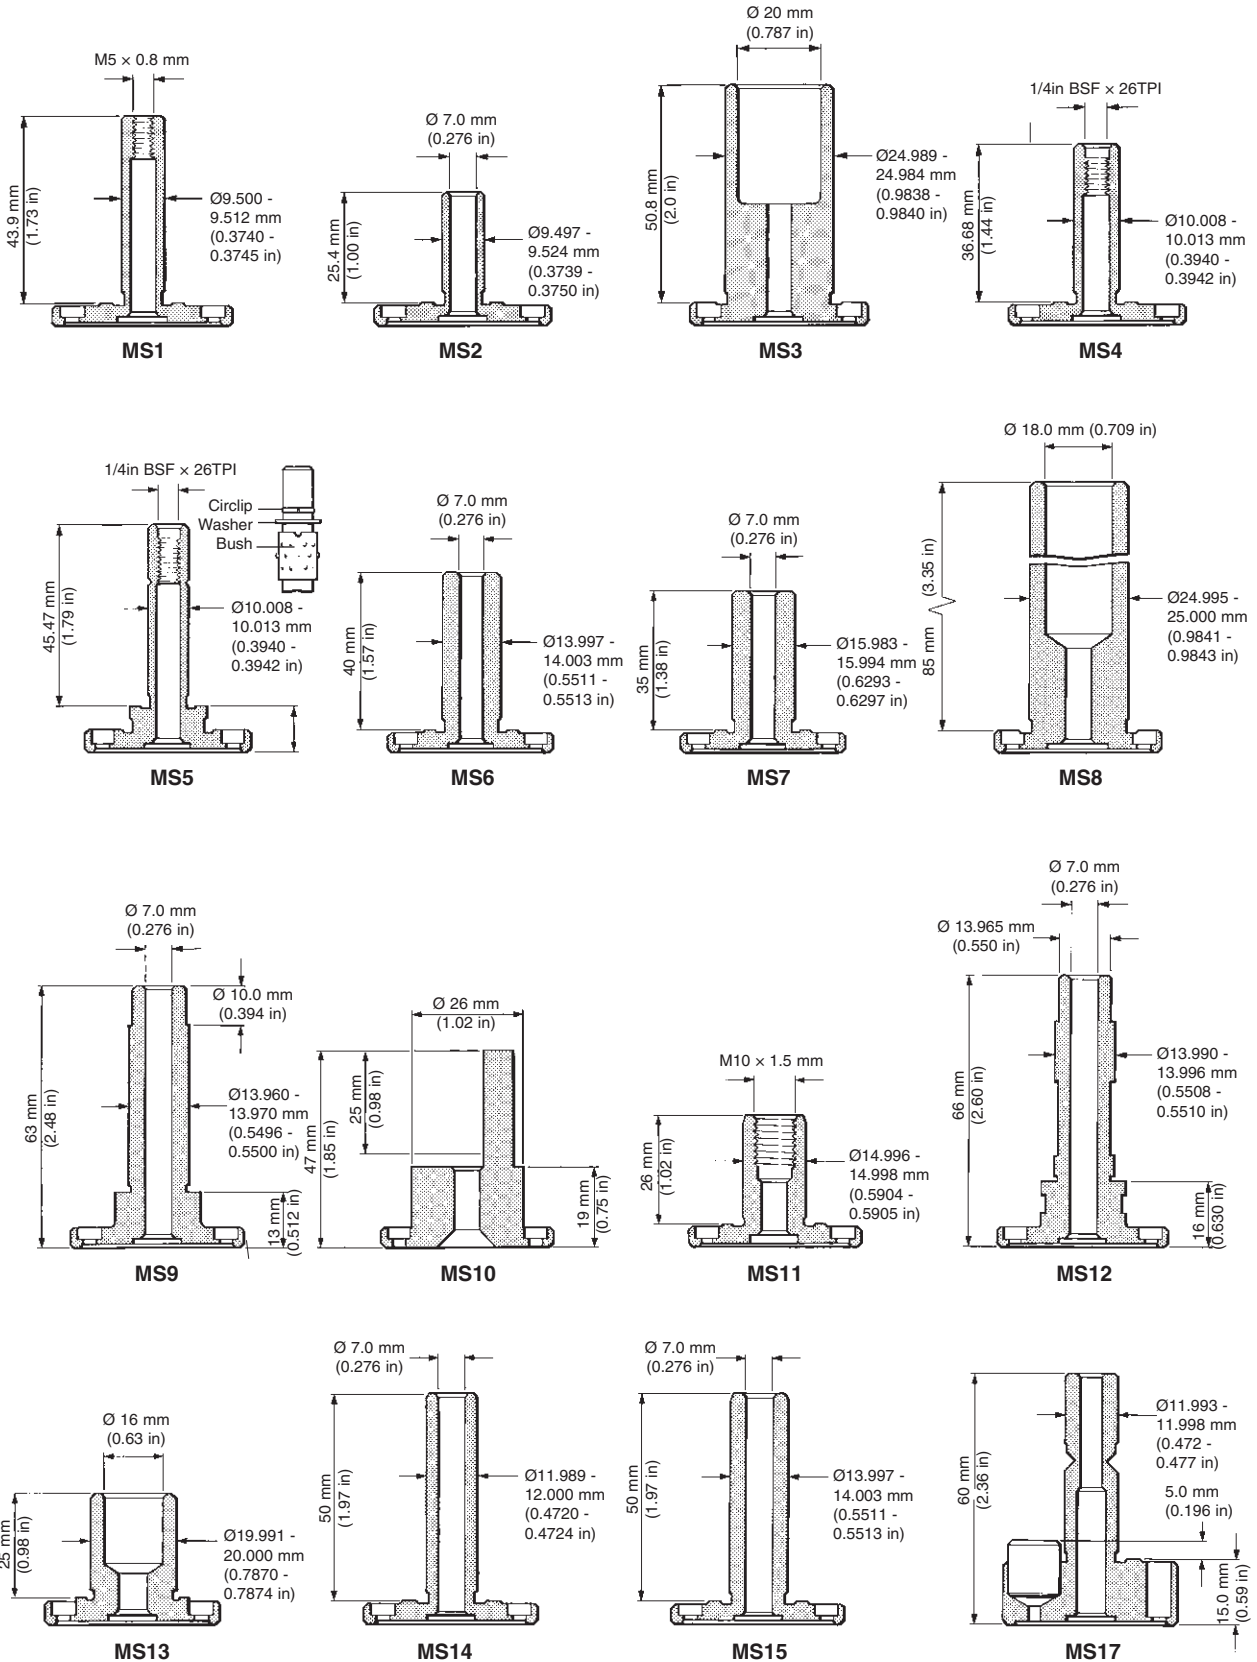 M5 × 0.8 mm
43.9 mm
(1.73 in)
Ø9.500 -
9.512 mm
(0.3740 -
0.3745 in)
MS1
Ø 7.0 mm
(0.276 in)
25.4 mm
(1.00 in)
Ø9.497 -
9.524 mm
(0.3739 -
0.3750 in)
MS2
Ø 20 mm
(0.787 in)
50.8 mm
(2.0 in)
Ø24.989 -
24.984 mm
(0.9838 -
0.9840 in)
MS3
1/4in BSF × 26TPI
36.68 mm
(1.44 in)
Ø10.008 -
10.013 mm
(0.3940 -
0.3942 in)
MS4
1/4in BSF × 26TPI
Circlip
Washer
Bush
45.47 mm
(1.79 in)
Ø10.008 -
10.013 mm
(0.3940 -
0.3942 in)
MS5
Ø 7.0 mm
(0.276 in)
40 mm
(1.57 in)
Ø13.997 -
14.003 mm
(0.5511 -
0.5513 in)
MS6
Ø 7.0 mm
(0.276 in)
35 mm
(1.38 in)
Ø15.983 -
15.994 mm
(0.6293 -
0.6297 in)
MS7
Ø 18.0 mm (0.709 in)
85 mm (3.35 in)
Ø24.995 -
25.000 mm
(0.9841 -
0.9843 in)
MS8
Ø 7.0 mm
(0.276 in)
Ø 10.0 mm
(0.394 in)
63 mm
(2.48 in)
Ø13.960 -
13.970 mm
(0.5496 -
0.5500 in)
13 mm
(0.512 in)
MS9
Ø 26 mm
(1.02 in)
25 mm
(0.98 in)
47 mm
(1.85 in)
19 mm
(0.75 in)
MS10
M10 × 1.5 mm
26 mm
(1.02 in)
Ø14.996 -
14.998 mm
(0.5904 -
0.5905 in)
MS11
Ø 7.0 mm
(0.276 in)
Ø 13.965 mm
(0.550 in)
66 mm
(2.60 in)
Ø13.990 -
13.996 mm
(0.5508 -
0.5510 in)
16 mm
(0.630 in)
MS12
Ø 16 mm
(0.63 in)
25 mm
(0.98 in)
Ø19.991 -
20.000 mm
(0.7870 -
0.7874 in)
MS13
Ø 7.0 mm
(0.276 in)
50 mm
(1.97 in)
Ø11.989 -
12.000 mm
(0.4720 -
0.4724 in)
MS14
Ø 7.0 mm
(0.276 in)
50 mm
(1.97 in)
Ø13.997 -
14.003 mm
(0.5511 -
0.5513 in)
MS15
60 mm
(2.36 in)
Ø11.993 -
11.998 mm
(0.472 -
0.477 in)
5.0 mm
(0.196 in)
15.0 mm
(0.59 in)
MS17